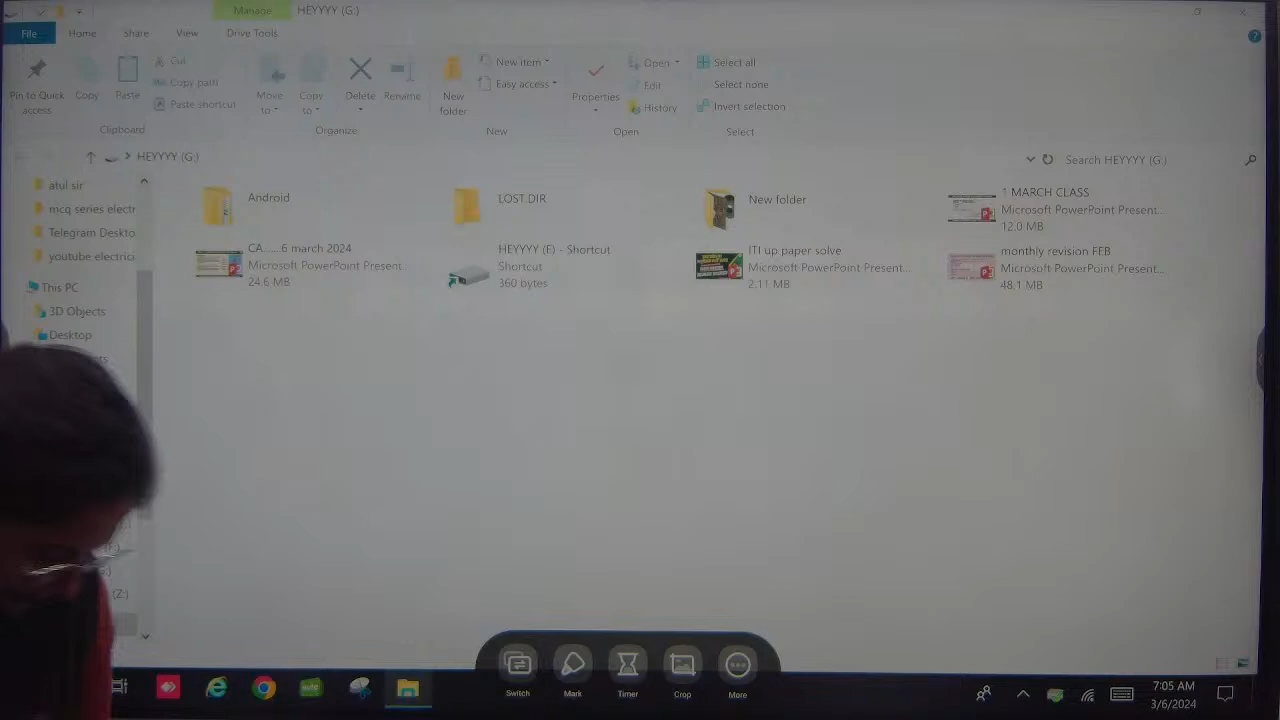 Manage HEYYYY (G:)
File Home Share View Drive Tools
Pin to Quick access
Copy
Paste
Cut
Copy path
Paste shortcut
Clipboard
Move to
Copy to
Delete
Rename
Organize
New folder
New item
Easy access
New
Properties
Open
Edit
History
Open
Select all
Select none
Invert selection
Select
HEYYYY (G:)
Search HEYYYY (G:)
atul sir
mcq series electr
Telegram Deskto
youtube electrica
This PC
3D Objects
Desktop
(Z:)
Android
LOST.DIR
New folder
1 MARCH CLASS
Microsoft PowerPoint Present...
12.0 MB
CA......6 march 2024
Microsoft PowerPoint Present
24.6 MB
HEYYYY (E) - Shortcut
Shortcut
360 bytes
ITI up paper solve
Microsoft PowerPoint Present...
2.11 MB
monthly revision FFB
Microsoft PowerPoint Present...
48.1 MB
Switch Mark Timer Crop More
7:05 AM
3/6/2024